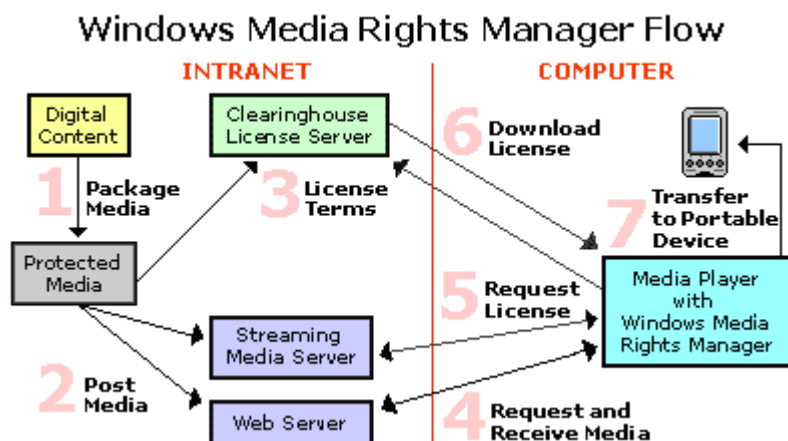 Windows Media Rights Manager Flow
INTRANET
COMPUTER
Digital
Content
Clearinghouse
License Server
6 Download
License
1 Package
Media
3 License
Terms
7 Transfer
to Portable
Device
Protected
Media
5 Request
License
Media Player
with
Windows Media
Rights Manager
Streaming
Media Server
2 Post
Media
Web Server
4 Request and
Receive Media